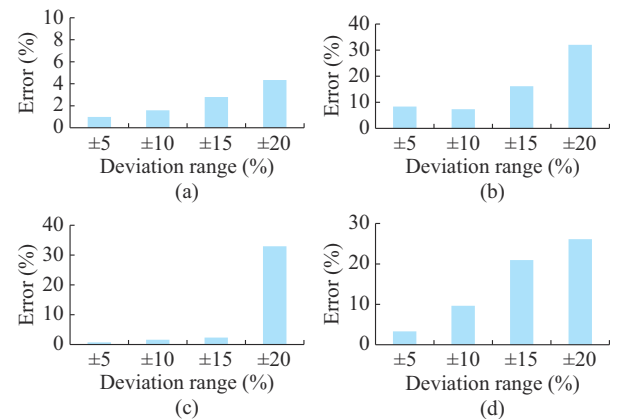 10
8
6
4
2
0
Error (%)
±5 ±10 ±15 ±20
Deviation range (%)
(a)
40
30
20
10
0
Error (%)
±5 ±10 ±15 ±20
Deviation range (%)
(b)
40
30
20
10
0
Error (%)
±5 ±10 ±15 ±20
Deviation range (%)
(c)
30
20
10
0
Error (%)
±5 ±10 ±15 ±20
Deviation range (%)
(d)